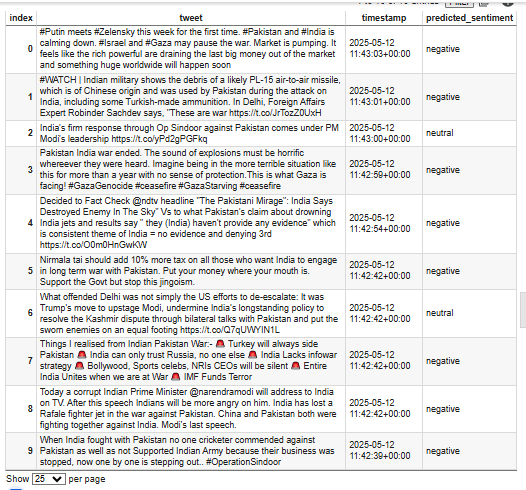 Filter
index tweet timestamp predicted_sentiment
#Putin meets #Zelensky this week for the first time. #Pakistan and #India is
0 calming down. #Israel and #Gaza may pause the war. Market is pumping. It 2025-05-12 negative
feels like the rich powerful are draining the last big money out of the market 11:43:03+00:00
and something huge worldwide will happen soon
#WATCH | Indian military shows the debris of a likely PL-15 air-to-air missile,
1 which is of Chinese origin and was used by Pakistan during the attack on 2025-05-12 negative
India, including some Turkish-made ammunition. In Delhi, Foreign Affairs 11:43:01+00:00
Expert Robinder Sachdev says, "These are war https://t.co/JrTozZ0UxH
2 India's firm response through Op Sindoor against Pakistan comes under PM 2025-05-12 neutral
Modi's leadership https://t.co/yPd2gPGFkq 11:43:00+00:00
Pakistan India war ended. The sound of explosions must be horrific
3 whereever they were heard. Imagine being in the more terrible situation like 2025-05-12 negative
this for more than a year with no sense of protection.This is what Gaza is 11:42:59+00:00
facing! #GazaGenocide #ceasefire #GazaStarving #ceasefire
Decided to Fact Check @ndtv headline "The Pakistani Mirage": India Says
Destroyed Enemy In The Sky" Vs to what Pakistan's claim about drowning
4 India jets and results say " they (India) haven't provide any evidence" which 2025-05-12 negative
is consistent theme of India = no evidence and denying 3rd 11:42:54+00:00
https://t.co/O0m0HnGwKW
Nirmala tai should add 10% more tax on all those who want India to engage
5 in long term war with Pakistan. Put your money where your mouth is. 2025-05-12 negative
Support the Govt but stop this jingoism. 11:42:42+00:00
What offended Delhi was not simply the US efforts to de-escalate: It was
6 Trump's move to upstage Modi, undermine India's longstanding policy to 2025-05-12 neutral
resolve the Kashmir dispute through bilateral talks with Pakistan and put the 11:42:42+00:00
sworn enemies on an equal footing https://t.co/Q7qUWYIN1L
Things I realised from Indian Pakistan War:- 🚨 Turkey will always side
7 Pakistan 🚨 India can only trust Russia, no one else 🚨 India Lacks infowar 2025-05-12 negative
strategy 🚨 Bollywood, Sports celebs, NRIs CEOs will be silent 🚨 Entire 11:42:42+00:00
India Unites when we are at War 🚨 IMF Funds Terror
Today a corrupt Indian Prime Minister @narendramodi will address to India
8 on TV. After this speech Indians will be more angry on him. India has lost a 2025-05-12 negative
Rafale fighter jet in the war against Pakistan. China and Pakistan both were 11:42:42+00:00
fighting together against India. Modi's last speech.
When India fought with Pakistan no one cricketer commended against
9 Pakistan as well as not Supported Indian Army because their business was 2025-05-12 negative
stopped, now one by one is stepping out.. #OperationSindoor 11:42:39+00:00
Show 25 per page